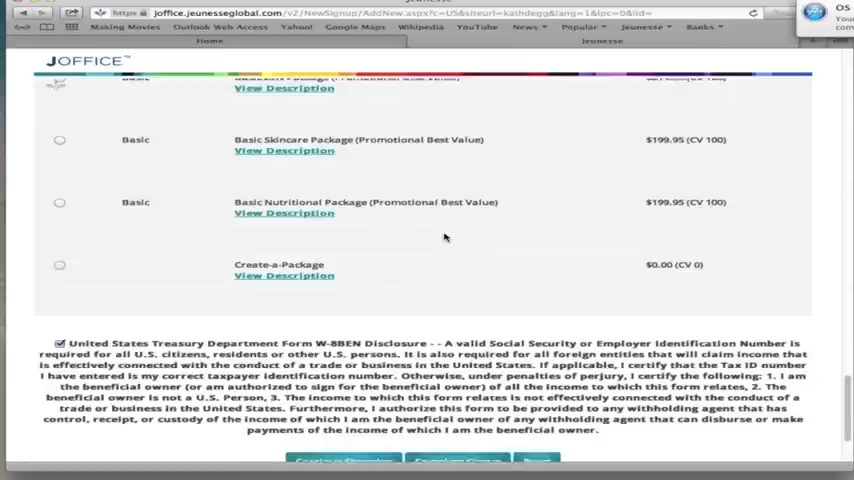 Jeunesse
https joffice.jeunesseglobal.com/v2/NewSignup/AddNew.aspx?c=US&siteurl=kathdegg&lang=1&lpc=0&lid=
OS
Your
com
Making Movies Outlook Web Access Yahoo! Google Maps Wikipedia YouTube News Popular Jeunesse Banks
Home Jeunesse
JOFFICE™
View Description
Basic Basic Skincare Package (Promotional Best Value) $199.95 (CV 100)
View Description
Basic Basic Nutritional Package (Promotional Best Value) $199.95 (CV 100)
View Description
Create-a-Package $0.00 (CV 0)
View Description
United States Treasury Department Form W-8BEN Disclosure - - A valid Social Security or Employer Identification Number is
required for all U.S. citizens, residents or other U.S. persons. It is also required for all foreign entities that will claim income that
is effectively connected with the conduct of a trade or business in the United States. If applicable, I certify that the Tax ID number
I have entered is my correct taxpayer identification number. Otherwise, under penalties of perjury, I certify the following: 1. I am
the beneficial owner (or am authorized to sign for the beneficial owner) of all the income to which this form relates, 2. The
beneficial owner is not a U.S. Person, 3. The income to which this form relates is not effectively connected with the conduct of a
trade or business in the United States. Furthermore, I authorize this form to be provided to any withholding agent that has
control, receipt, or custody of the income of which I am the beneficial owner of any withholding agent that can disburse or make
payments of the income of which I am the beneficial owner.